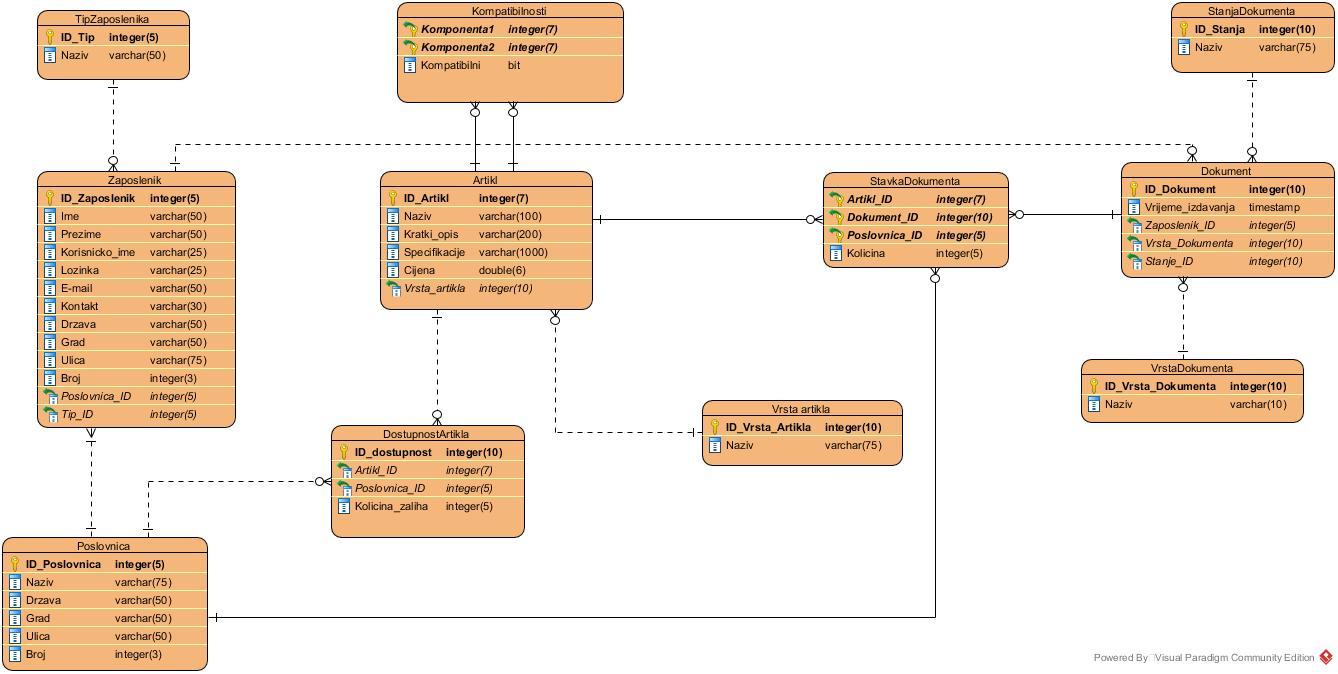 TipZaposlenika
ID_Tip integer(5)
Naziv varchar(50)
Kompatibilnosti
Komponenta1 integer(7)
Komponenta2 integer(7)
Kompatibilni bit
StanjaDokumenta
ID_Stanja integer(10)
Naziv varchar(75)
Zaposlenik
ID_Zaposlenik integer(5)
Ime varchar(50)
Prezime varchar(50)
Korisnicko_ime varchar(25)
Lozinka varchar(25)
E-mail varchar(50)
Kontakt varchar(30)
Drzava varchar(50)
Grad varchar(50)
Ulica varchar(75)
Broj integer(3)
Poslovnica_ID integer(5)
Tip_ID integer(5)
Artikl
ID_Artikl integer(7)
Naziv varchar(100)
Kratki_opis varchar(200)
Specifikacije varchar(1000)
Cijena double(6)
Vrsta_artikla integer(10)
StavkaDokumenta
Artikl_ID integer(7)
Dokument_ID integer(10)
Poslovnica_ID integer(5)
Kolicina integer(5)
Dokument
ID_Dokument integer(10)
Vrijeme_izdavanja timestamp
Zaposlenik_ID integer(5)
Vrsta_Dokumenta integer(10)
Stanje_ID integer(10)
VrstaDokumenta
ID_Vrsta_Dokumenta integer(10)
Naziv varchar(10)
Vrsta artikla
ID_Vrsta_Artikla integer(10)
Naziv varchar(75)
DostupnostArtikla
ID_dostupnost integer(10)
Artikl_ID integer(7)
Poslovnica_ID integer(5)
Kolicina_zaliha integer(5)
Poslovnica
ID_Poslovnica integer(5)
Naziv varchar(75)
Drzava varchar(50)
Grad varchar(50)
Ulica varchar(50)
Broj integer(3)
Powered By Visual Paradigm Community Edition